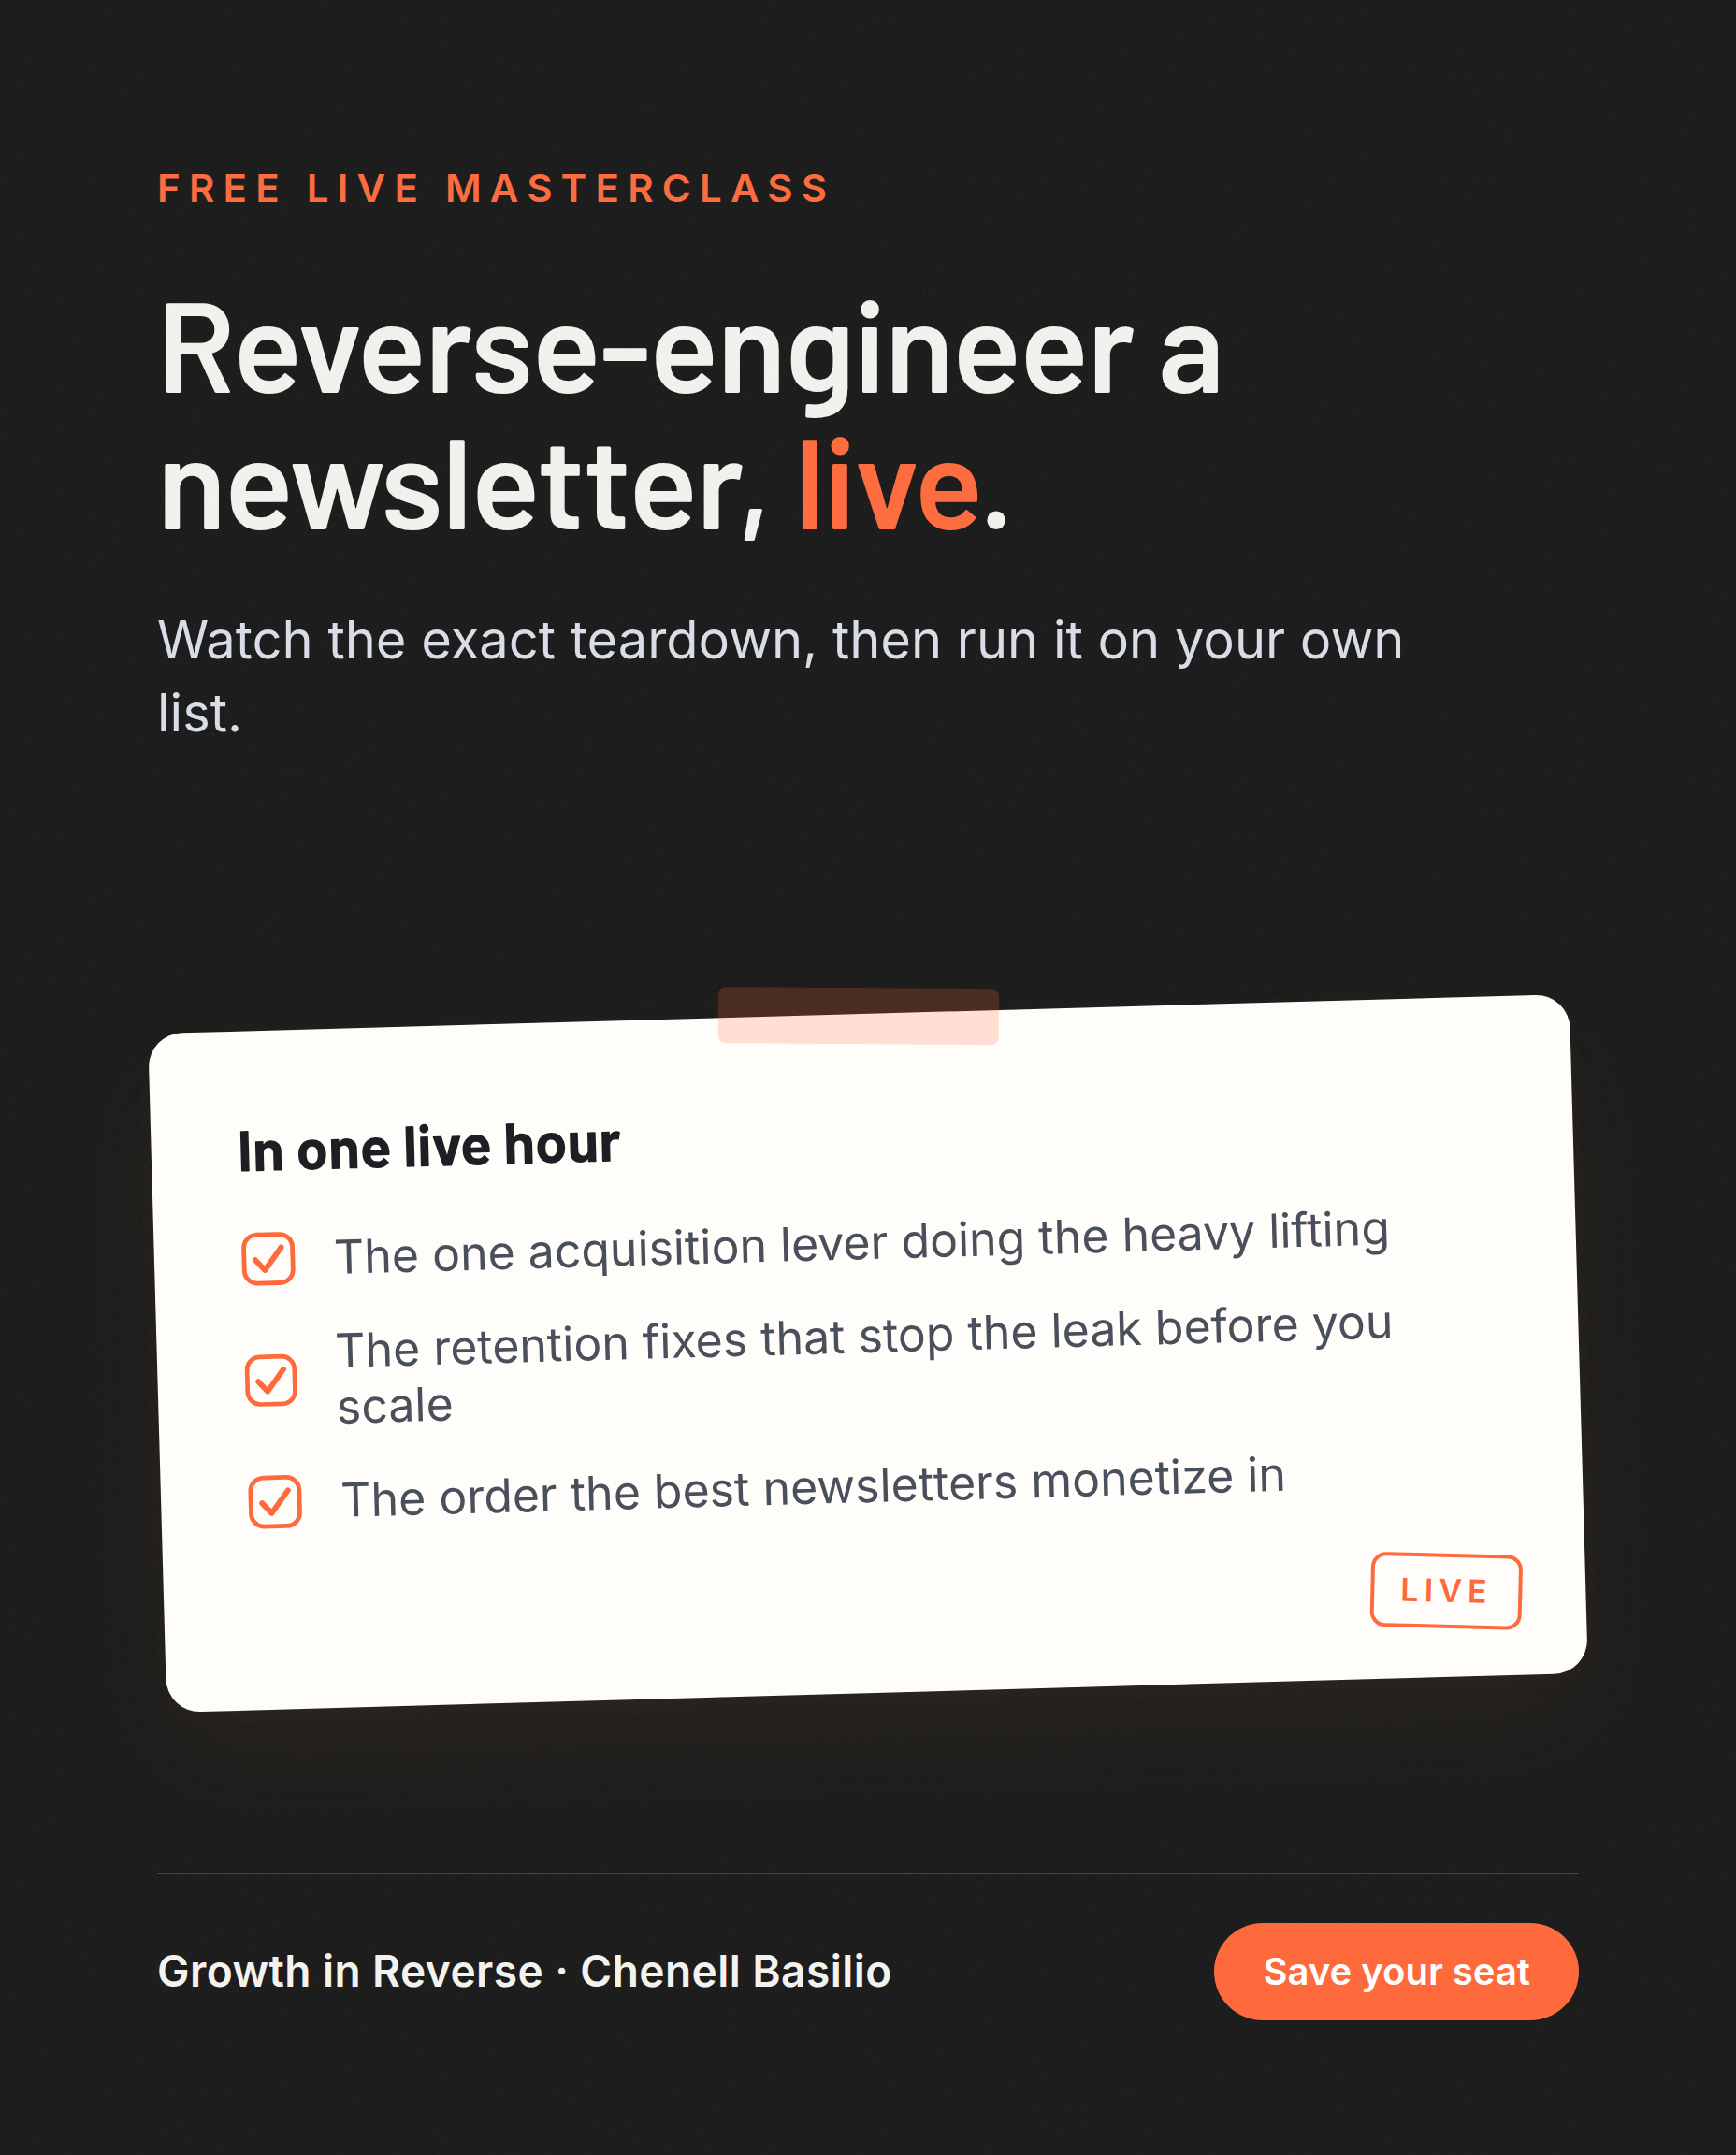 FREE LIVE MASTERCLASS
Reverse-engineer a
newsletter, live.
Watch the exact teardown, then run it on your own
list.
In one live hour
The one acquisition lever doing the heavy lifting
The retention fixes that stop the leak before you
scale
The order the best newsletters monetize in
LIVE
Growth in Reverse · Chenell Basilio
Save your seat